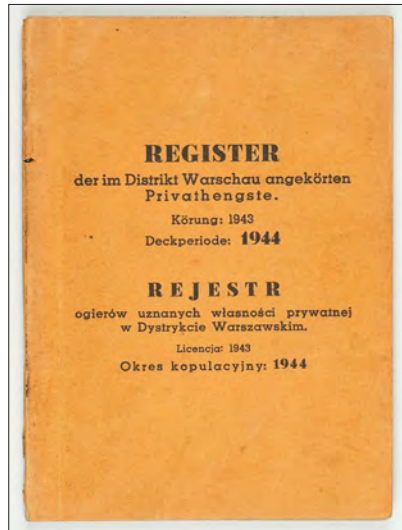 REGISTER
der im Distrikt Warschau angekörten
Privathengste.
Körung: 1943
Deckperiode: 1944
REJESTR
ogierów uznanych własności prywatnej
w Dystrykcie Warszawskim.
Licencja: 1943
Okres kopulacyjny: 1944